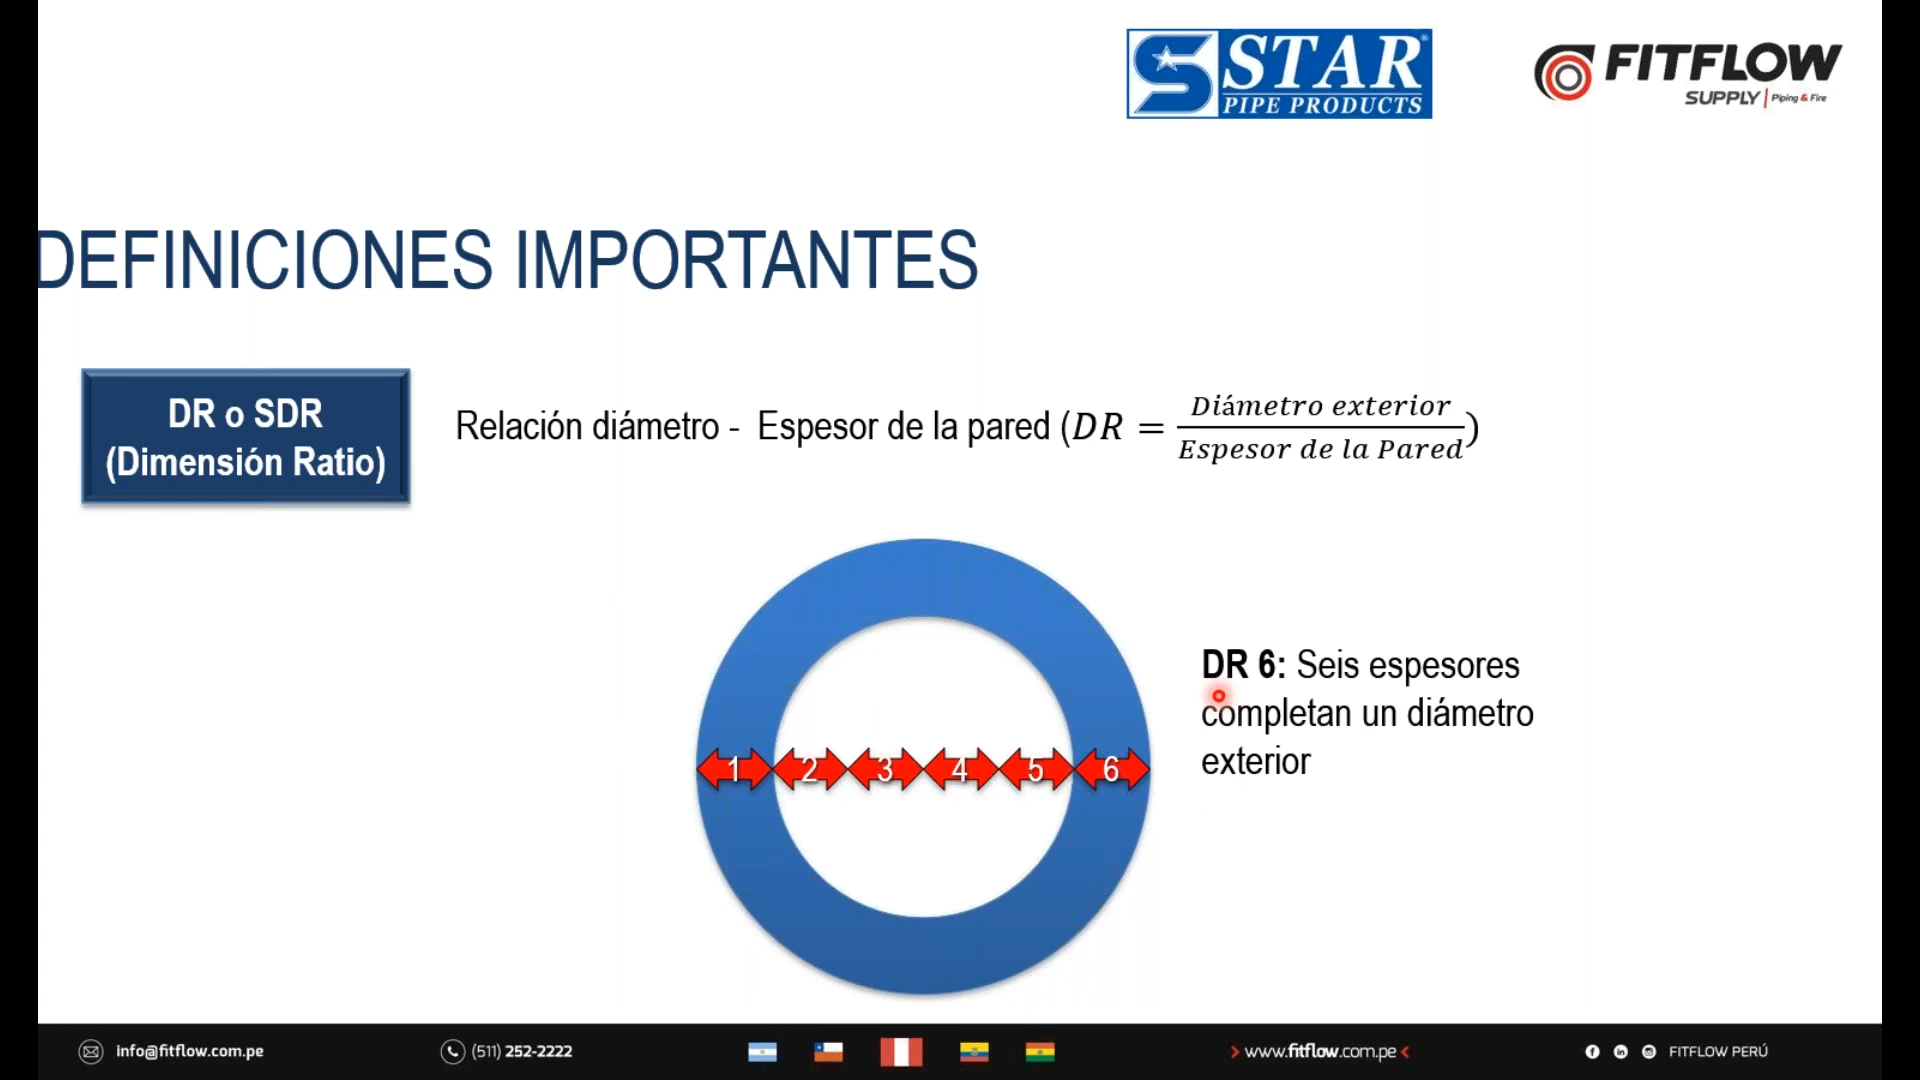 STAR
PIPE PRODUCTS
FITFLOW
SUPPLY | Piping & Fire
DEFINICIONES IMPORTANTES
DR o SDR
(Dimensión Ratio)
Relación diámetro - Espesor de la pared (DR = Diámetro exterior / Espesor de la Pared)
DR 6: Seis espesores
completan un diámetro
exterior
1 2 3 4 5 6
info@fitflow.com.pe
(511) 252-2222
www.fitflow.com.pe
FITFLOW PERÚ